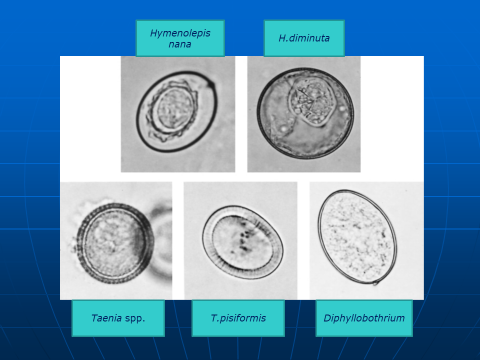 Hymenolepis
nana
H.diminuta
Taenia spp.
T.pisiformis
Diphyllobothrium